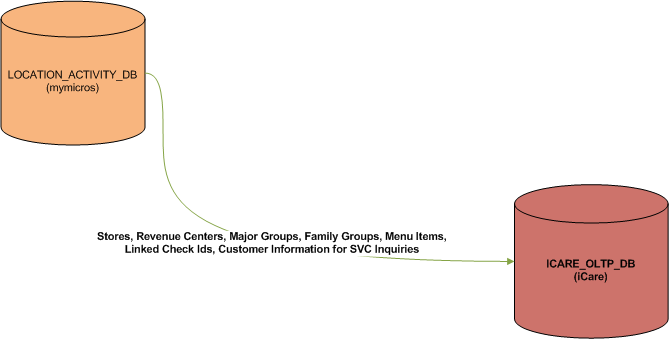 LOCATION_ACTIVITY_DB
(mymicros)
Stores, Revenue Centers, Major Groups, Family Groups, Menu Items,
Linked Check Ids, Customer Information for SVC Inquiries
ICARE_OLTP_DB
(iCare)